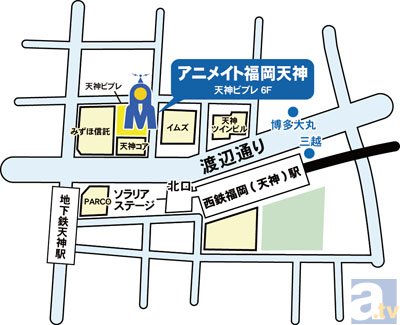 アニメイト福岡天神
天神ビブレ 6F
天神ビブレ
みずほ信託
天神コア
イムズ
天神
ツインビル
博多大丸
三越
渡辺通り
北口
西鉄福岡(天神)駅
PARCO
ソラリア
ステージ
地下鉄天神駅
a.tv